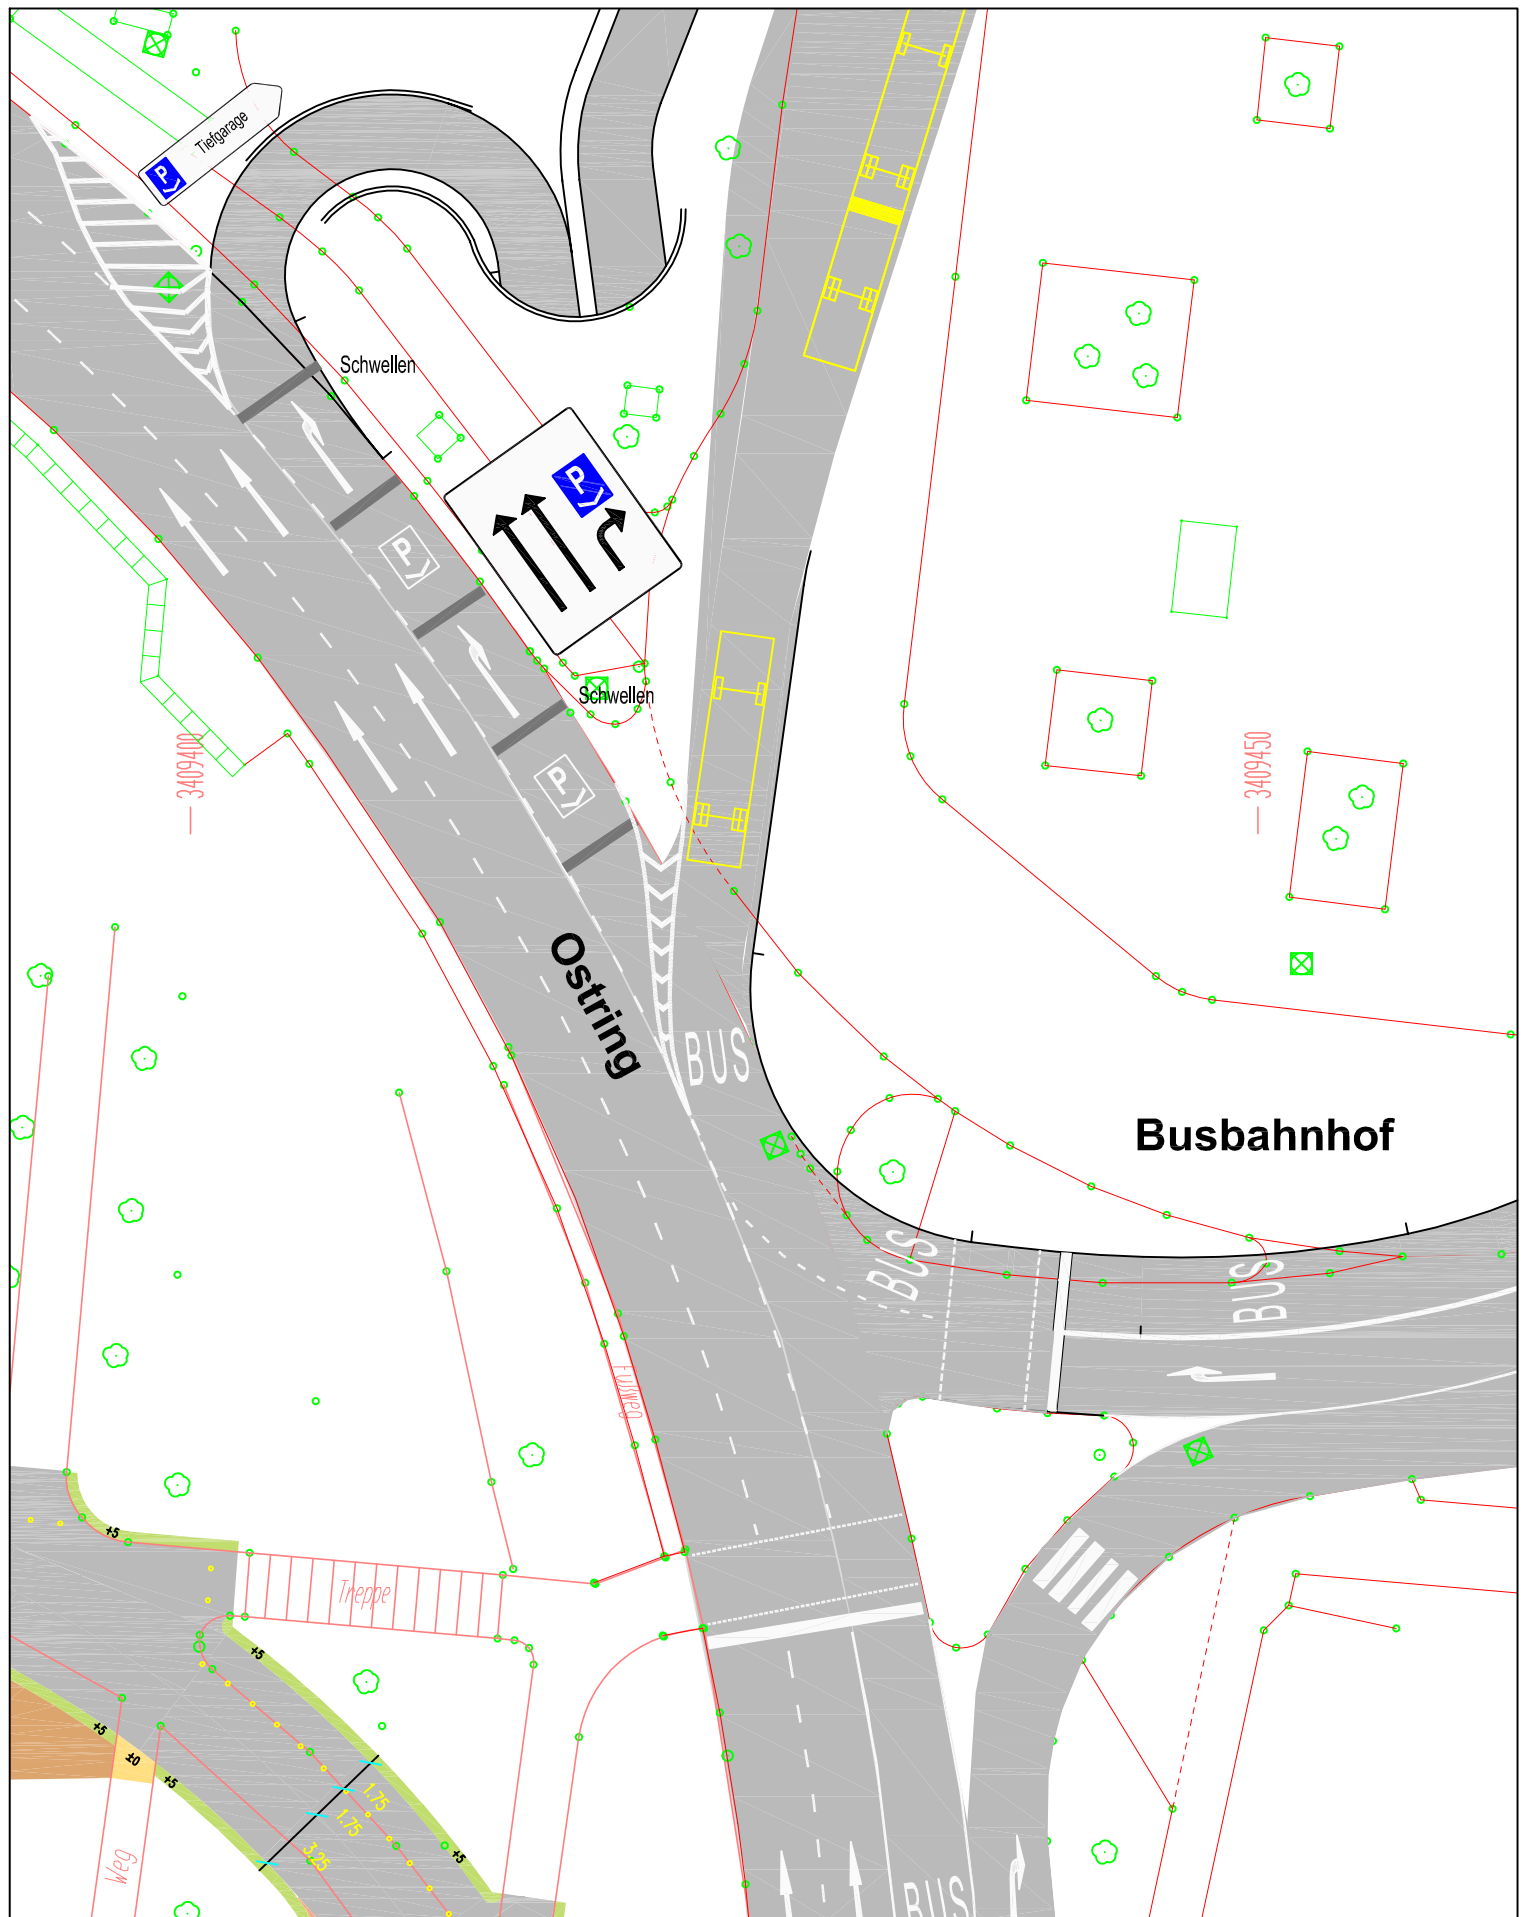 P
Tiefgarage
Schwellen
P
P
Schwellen
— 3409400
— 3409450
P
Ostring
BUS
Busbahnhof
BUS
BUS
Fußweg
+5
Treppe
+5
+5
±0
+5
1.75
1.75
3.25
+5
Weg
BUS